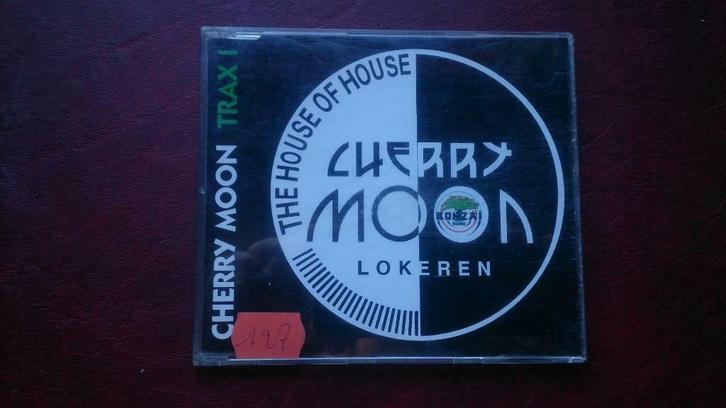 CHERRY MOON TRAX I
THE HOUSE OF HOUSE
CHERRY
MOON
BONZAI
LOKEREN
127